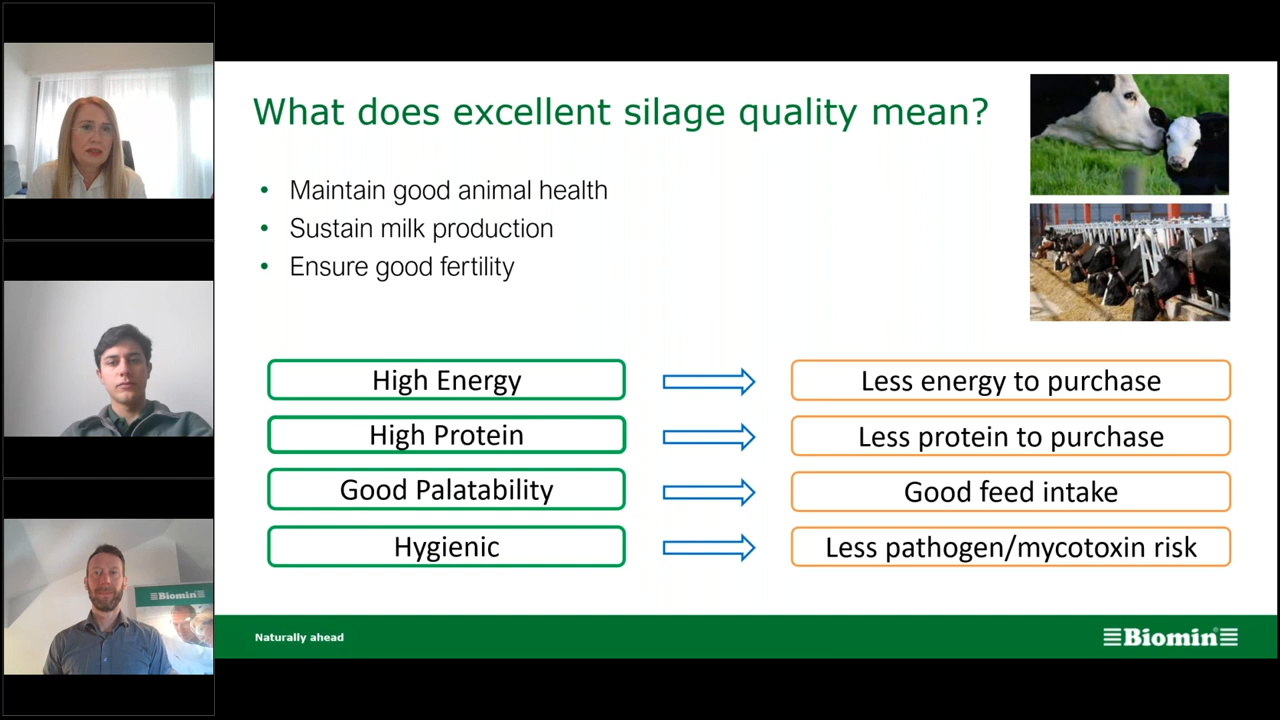 What does excellent silage quality mean?
• Maintain good animal health
• Sustain milk production
• Ensure good fertility
High Energy
Less energy to purchase
High Protein
Less protein to purchase
Good Palatability
Good feed intake
Hygienic
Less pathogen/mycotoxin risk
Biomin
Naturally ahead
Biomin®